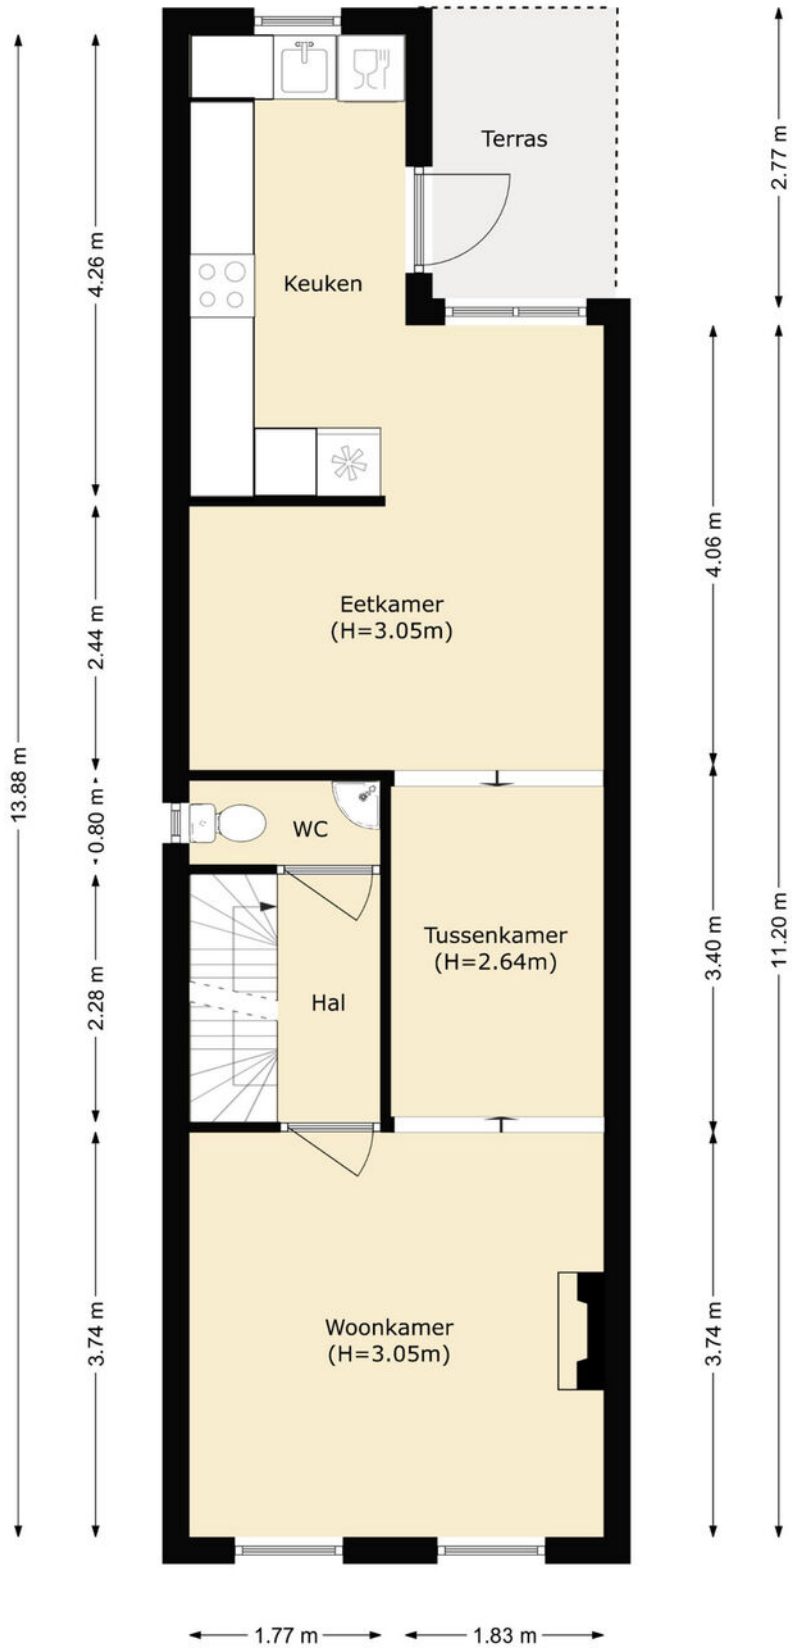 Terras
2.77 m
4.26 m
Keuken
4.06 m
Eetkamer
(H=3.05m)
2.44 m
13.88 m
0.80 m
WC
11.20 m
Tussenkamer
(H=2.64m)
3.40 m
2.28 m
Hal
Woonkamer
(H=3.05m)
3.74 m
3.74 m
1.77 m
1.83 m